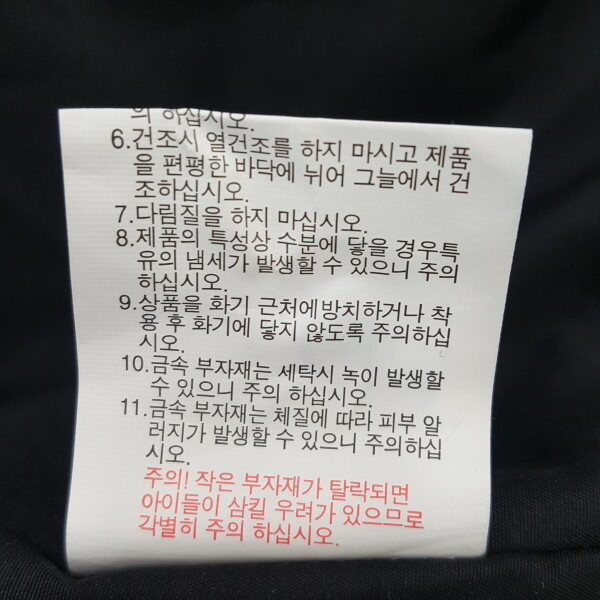 의 하십시오.
6.건조시 열건조를 하지 마시고 제품
을 편평한 바닥에 뉘어 그늘에서 건
조하십시오.
7.다림질을 하지 마십시오.
8.제품의 특성상 수분에 닿을 경우특
유의 냄세가 발생할 수 있으니 주의
하십시오.
9.상품을 화기 근처에방치하거나 착
용 후 화기에 닿지 않도록 주의하십
시오.
10.금속 부자재는 세탁시 녹이 발생할
수 있으니 주의 하십시오.
11.금속 부자재는 체질에 따라 피부 알
러지가 발생할 수 있으니 주의하십
시오.
주의! 작은 부자재가 탈락되면
아이들이 삼킬 우려가 있으므로
각별히 주의 하십시오.